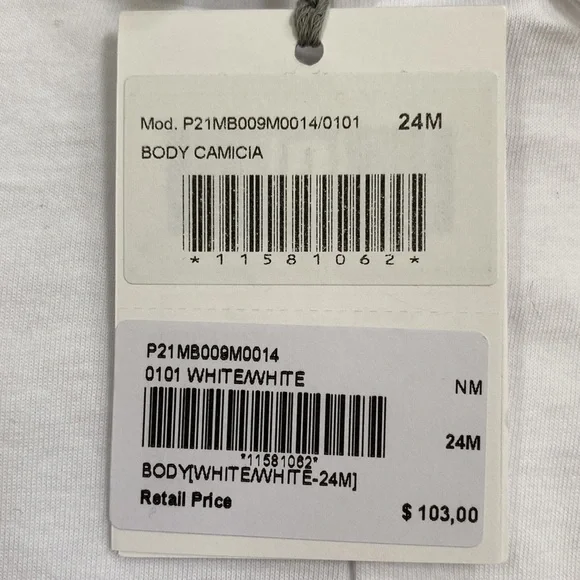 Mod. P21MB009M0014/0101 24M
BODY CAMICIA
*11581062*
P21MB009M0014
0101 WHITE/WHITE NM
*11581062*
24M
BODY[WHITE/WHITE-24M]
Retail Price
$ 103,00